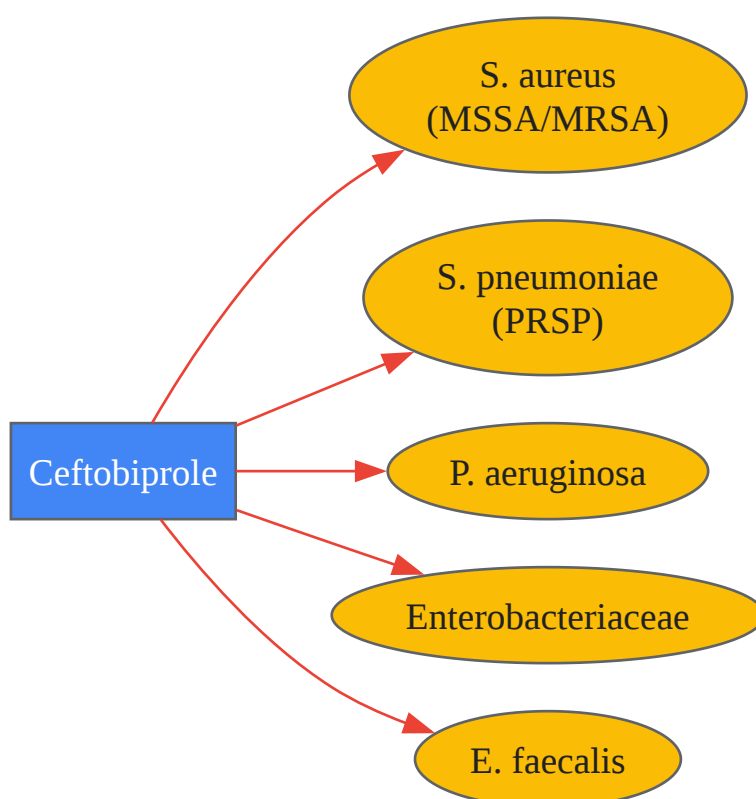 S. aureus
(MSSA/MRSA)
S. pneumoniae
(PRSP)
Ceftobiprole
P. aeruginosa
Enterobacteriaceae
E. faecalis